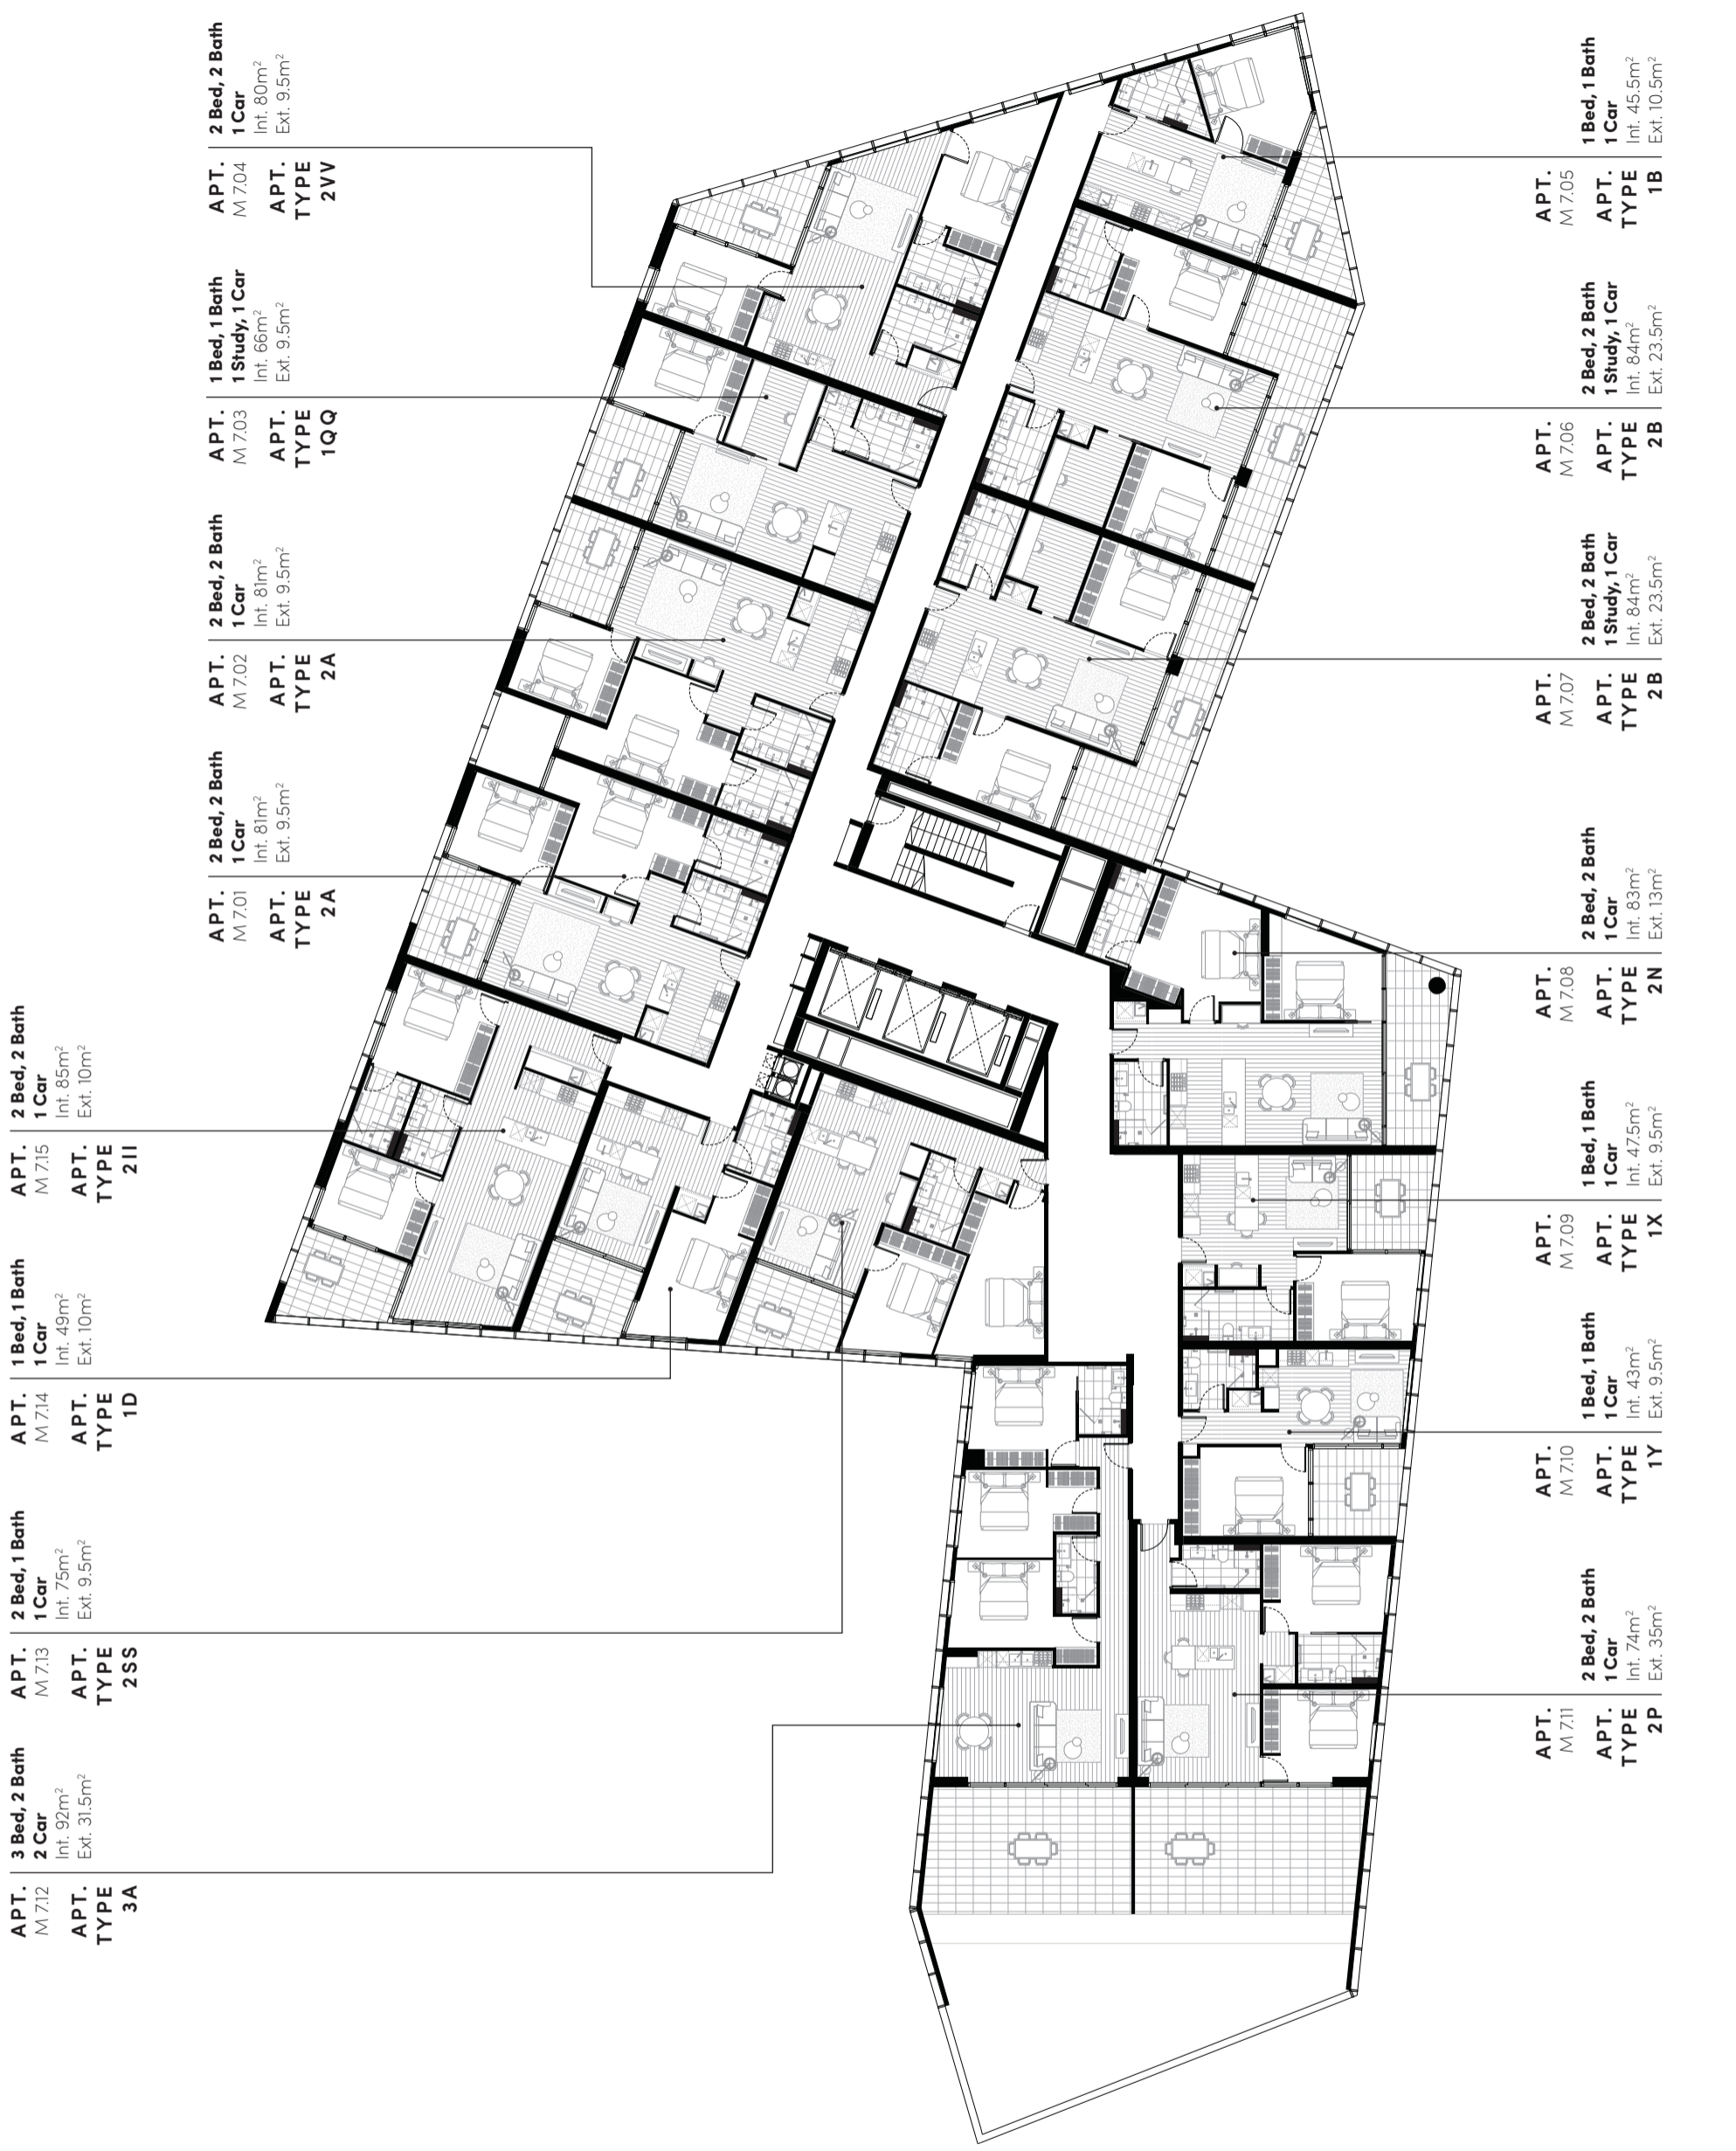 APT.
M 7.04
APT.
TYPE
2VV
2 Bed, 2 Bath
1 Car
Int. 80m²
Ext. 9.5m²
APT.
M 7.03
APT.
TYPE
1QQ
1 Bed, 1 Bath
1 Study, 1 Car
Int. 66m²
Ext. 9.5m²
APT.
M 7.02
APT.
TYPE
2A
2 Bed, 2 Bath
1 Car
Int. 81m²
Ext. 9.5m²
APT.
M 7.01
APT.
TYPE
2A
2 Bed, 2 Bath
1 Car
Int. 81m²
Ext. 9.5m²
APT.
M 7.15
APT.
TYPE
2II
2 Bed, 2 Bath
1 Car
Int. 85m²
Ext. 10m²
APT.
M 7.14
APT.
TYPE
1D
1 Bed, 1 Bath
1 Car
Int. 49m²
Ext. 10m²
APT.
M 7.13
APT.
TYPE
2SS
2 Bed, 1 Bath
1 Car
Int. 75m²
Ext. 9.5m²
APT.
M 7.12
APT.
TYPE
3A
3 Bed, 2 Bath
2 Car
Int. 92m²
Ext. 31.5m²
APT.
M 7.05
APT.
TYPE
1B
1 Bed, 1 Bath
1 Car
Int. 45.5m²
Ext. 10.5m²
APT.
M 7.06
APT.
TYPE
2B
2 Bed, 2 Bath
1 Study, 1 Car
Int. 84m²
Ext. 23.5m²
APT.
M 7.07
APT.
TYPE
2B
2 Bed, 2 Bath
1 Study, 1 Car
Int. 84m²
Ext. 23.5m²
APT.
M 7.08
APT.
TYPE
2N
2 Bed, 2 Bath
1 Car
Int. 83m²
Ext. 13m²
APT.
M 7.09
APT.
TYPE
1X
1 Bed, 1 Bath
1 Car
Int. 47.5m²
Ext. 9.5m²
APT.
M 7.10
APT.
TYPE
1Y
1 Bed, 1 Bath
1 Car
Int. 43m²
Ext. 9.5m²
APT.
M 7.11
APT.
TYPE
2P
2 Bed, 2 Bath
1 Car
Int. 74m²
Ext. 35m²